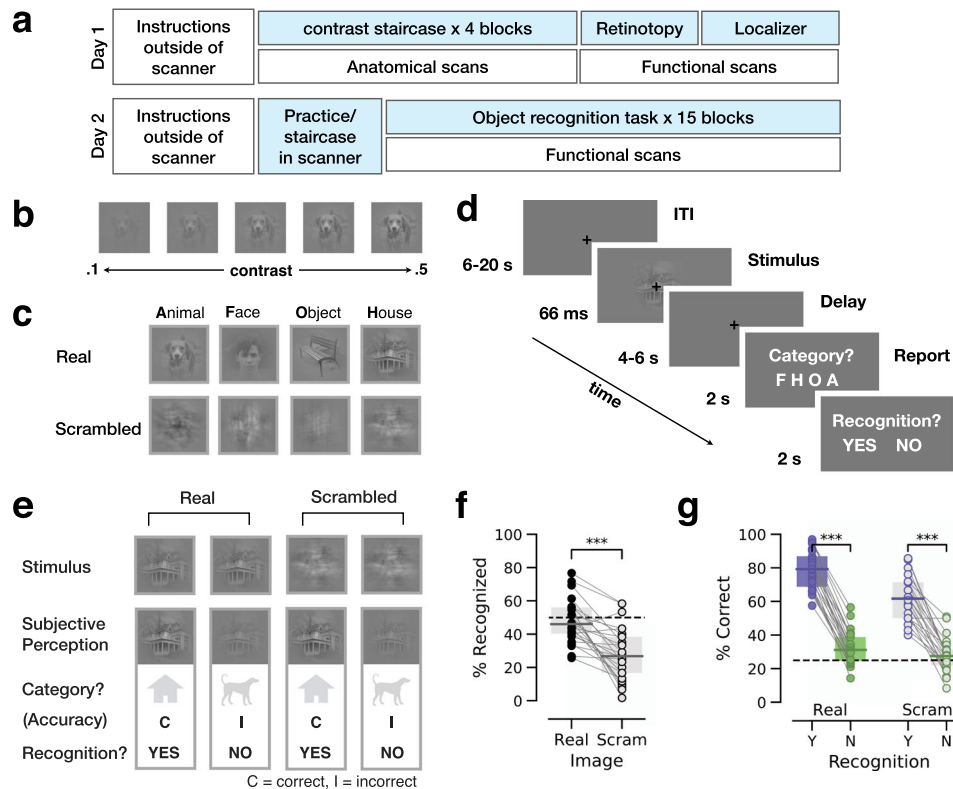 a
Day 1
Instructions
outside of
scanner
contrast staircase x 4 blocks
Retinotopy
Localizer
Anatomical scans
Functional scans
Day 2
Instructions
outside of
scanner
Practice/
staircase
in scanner
Object recognition task x 15 blocks
Functional scans
b
.1
contrast
.5
c
Animal
Face
Object
House
Real
Scrambled
d
ITI
6-20 s
Stimulus
66 ms
Delay
4-6 s
Category?
F H O A
Report
2 s
Recognition?
YES NO
2 s
time
e
Real
Scrambled
Stimulus
Subjective
Perception
Category?
(Accuracy)
C
I
C
I
Recognition?
YES
NO
YES
NO
C = correct, I = incorrect
f
% Recognized
100
80
60
40
20
0
***
Real
Scram
Image
g
% Correct
100
80
60
40
20
0
***
***
Real
Scram
Y
N
Y
N
Recognition